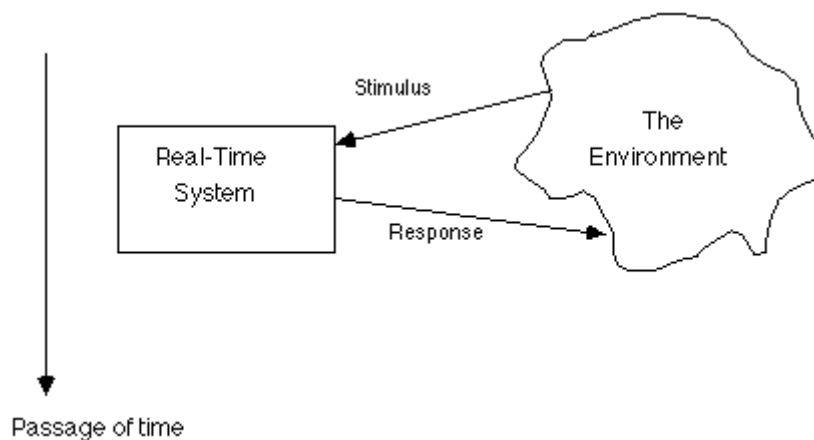 Stimulus
Real-Time
System
The
Environment
Response
Passage of time